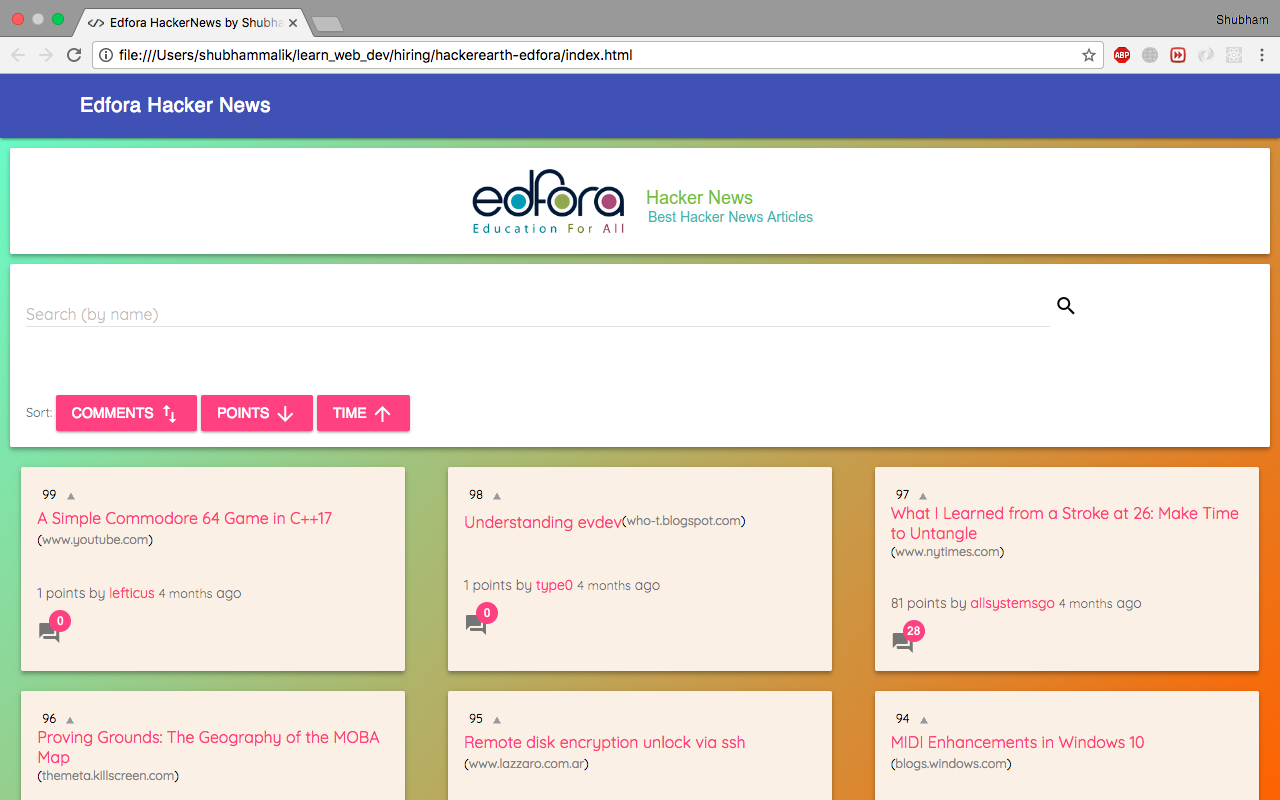 Edfora HackerNews by Shubha
Shubham
file:///Users/shubhammalik/learn_web_dev/hiring/hackerearth-edfora/index.html
ABP
Edfora Hacker News
edfora
Education For All
Hacker News
Best Hacker News Articles
Search (by name)
Sort: COMMENTS POINTS TIME
99
A Simple Commodore 64 Game in C++17
(www.youtube.com)
1 points by lefticus 4 months ago
0
98
Understanding evdev(who-t.blogspot.com)
1 points by type0 4 months ago
0
97
What I Learned from a Stroke at 26: Make Time
to Untangle
(www.nytimes.com)
81 points by allsystemsgo 4 months ago
28
96
Proving Grounds: The Geography of the MOBA
Map
(themeta.killscreen.com)
95
Remote disk encryption unlock via ssh
(www.lazzaro.com.ar)
94
MIDI Enhancements in Windows 10
(blogs.windows.com)